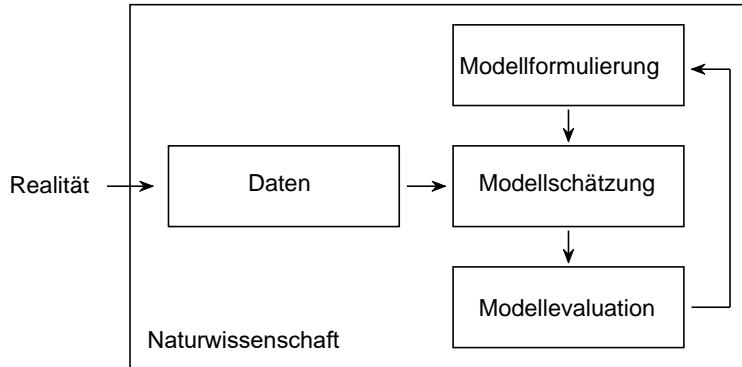 Modellformulierung
Realität
Daten
Modellschätzung
Modellevaluation
Naturwissenschaft